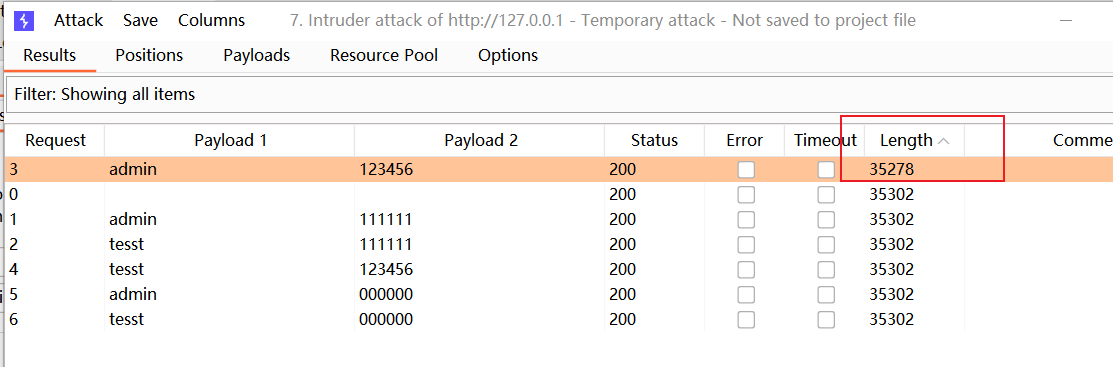 Attack Save Columns 7. Intruder attack of http://127.0.0.1 - Temporary attack - Not saved to project file
Results Positions Payloads Resource Pool Options
Filter: Showing all items
Request Payload 1 Payload 2 Status Error Timeout Length Comme
3 admin 123456 200 35278
0 200 35302
1 admin 111111 200 35302
2 tesst 111111 200 35302
4 tesst 123456 200 35302
5 admin 000000 200 35302
6 tesst 000000 200 35302